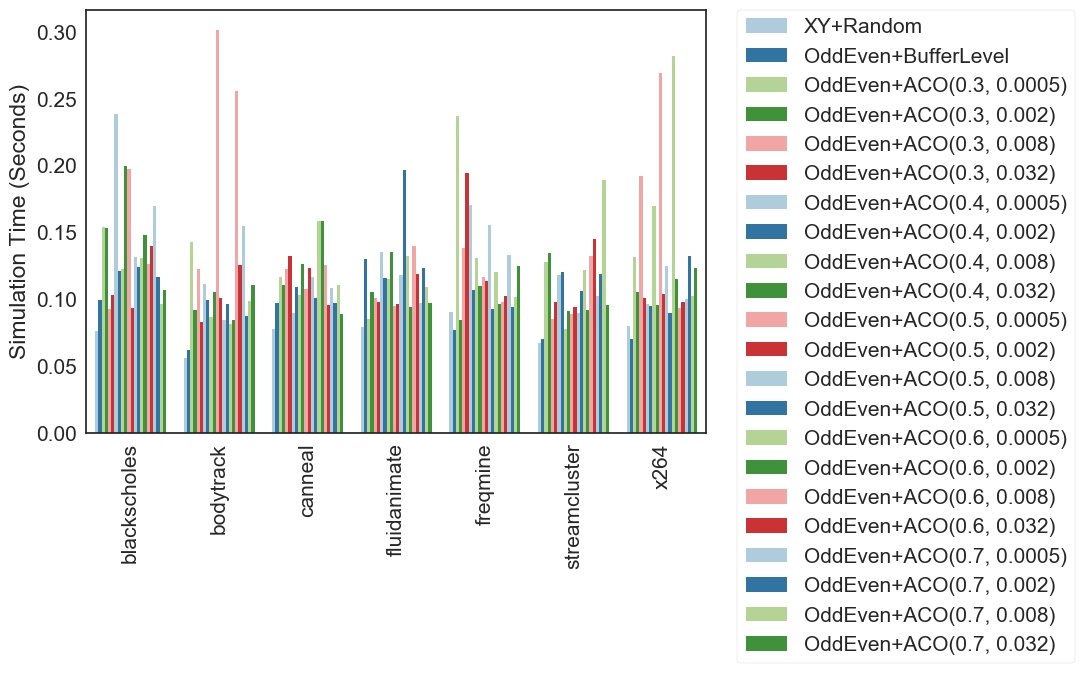 Simulation Time (Seconds)
0.30
0.25
0.20
0.15
0.10
0.05
0.00
blackscholes
bodytrack
canneal
fluidanimate
freqmine
streamcluster
x264
XY+Random
OddEven+BufferLevel
OddEven+ACO(0.3, 0.0005)
OddEven+ACO(0.3, 0.002)
OddEven+ACO(0.3, 0.008)
OddEven+ACO(0.3, 0.032)
OddEven+ACO(0.4, 0.0005)
OddEven+ACO(0.4, 0.002)
OddEven+ACO(0.4, 0.008)
OddEven+ACO(0.4, 0.032)
OddEven+ACO(0.5, 0.0005)
OddEven+ACO(0.5, 0.002)
OddEven+ACO(0.5, 0.008)
OddEven+ACO(0.5, 0.032)
OddEven+ACO(0.6, 0.0005)
OddEven+ACO(0.6, 0.002)
OddEven+ACO(0.6, 0.008)
OddEven+ACO(0.6, 0.032)
OddEven+ACO(0.7, 0.0005)
OddEven+ACO(0.7, 0.002)
OddEven+ACO(0.7, 0.008)
OddEven+ACO(0.7, 0.032)